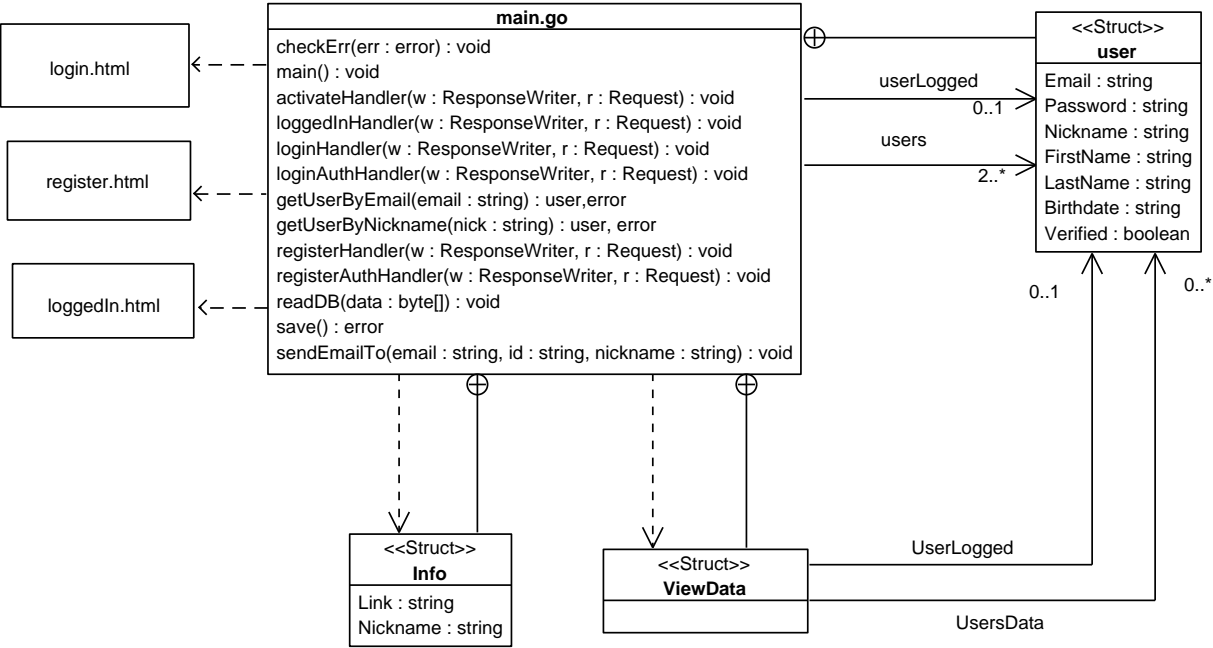 main.go
checkErr(err : error) : void
main() : void
activateHandler(w : ResponseWriter, r : Request) : void
loggedInHandler(w : ResponseWriter, r : Request) : void
loginHandler(w : ResponseWriter, r : Request) : void
loginAuthHandler(w : ResponseWriter, r : Request) : void
getUserByEmail(email : string) : user,error
getUserByNickname(nick : string) : user, error
registerHandler(w : ResponseWriter, r : Request) : void
registerAuthHandler(w : ResponseWriter, r : Request) : void
readDB(data : byte[]) : void
save() : error
sendEmailTo(email : string, id : string, nickname : string) : void
login.html
register.html
loggedIn.html
userLogged
0..1
users
2..*
<<Struct>>
user
Email : string
Password : string
Nickname : string
FirstName : string
LastName : string
Birthdate : string
Verified : boolean
0..1
0..*
<<Struct>>
Info
Link : string
Nickname : string
<<Struct>>
ViewData
UserLogged
UsersData